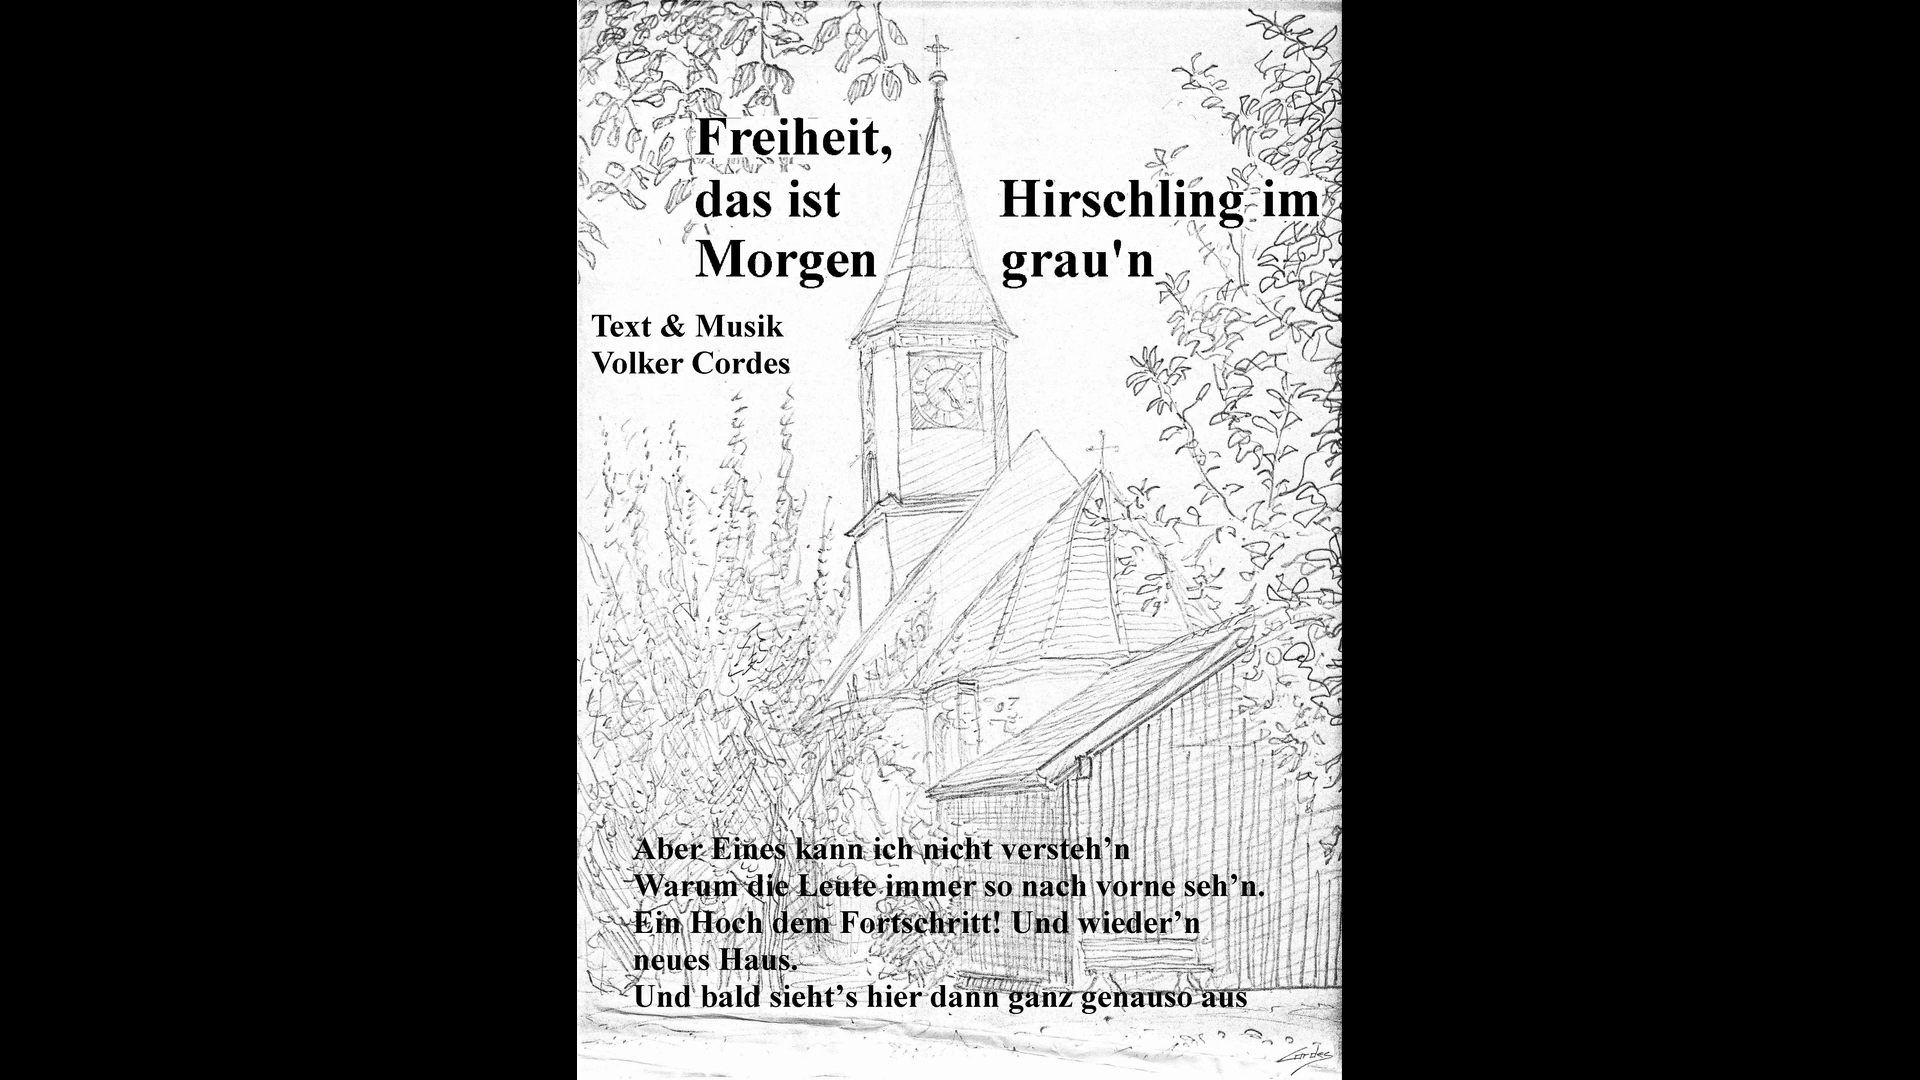 Freiheit,
das ist Hirschling im
Morgen grau'n
Text & Musik
Volker Cordes
Aber Eines kann ich nicht versteh’n
Warum die Leute immer so nach vorne seh’n.
Ein Hoch dem Fortschritt! Und wieder’n
neues Haus.
Und bald sieht’s hier dann ganz genauso aus
Cordes